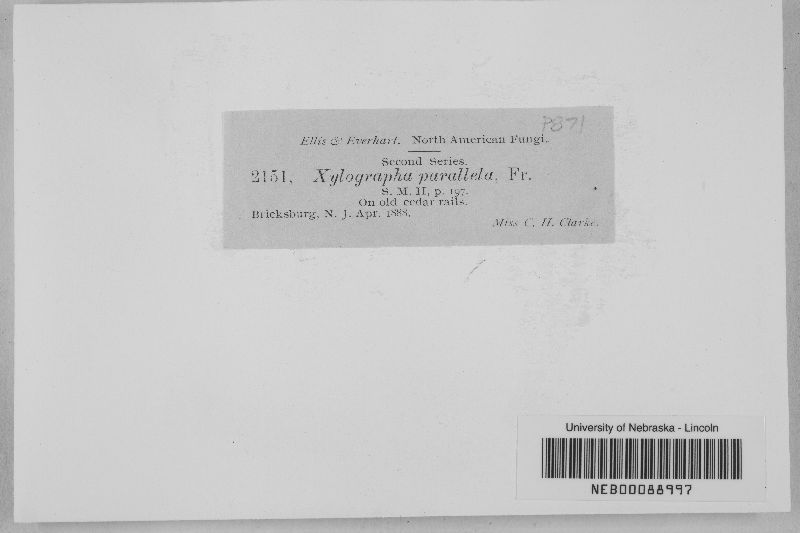 P871
Ellis & Everhart. North American Fungi.
Second Series.
2151, Xylographa parallela, Fr.
S. M. II, p. 197.
On old cedar rails.
Bricksburg, N. J. Apr. 1888.
Miss C. H. Clarke.
University of Nebraska - Lincoln
NEB00088997